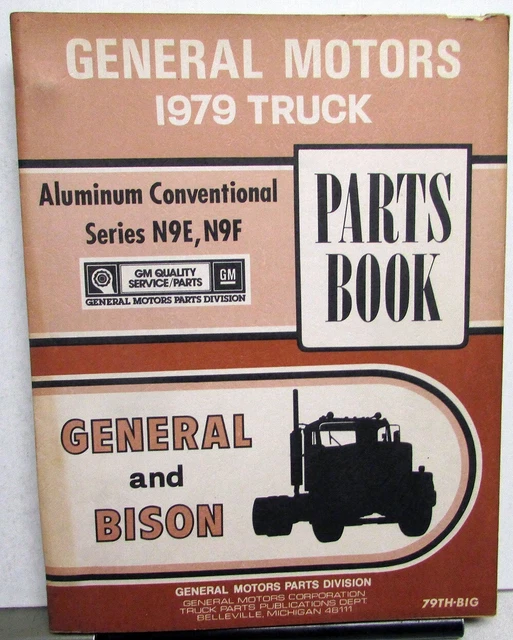 GENERAL MOTORS
1979 TRUCK
Aluminum Conventional
Series N9E, N9F
PARTS
BOOK
GM QUALITY
SERVICE/PARTS
GM
GENERAL MOTORS PARTS DIVISION
GENERAL
and
BISON
GENERAL MOTORS PARTS DIVISION
GENERAL MOTORS CORPORATION
TRUCK PARTS PUBLICATIONS DEPT.
BELLEVILLE, MICHIGAN 48111
79TH-BIG